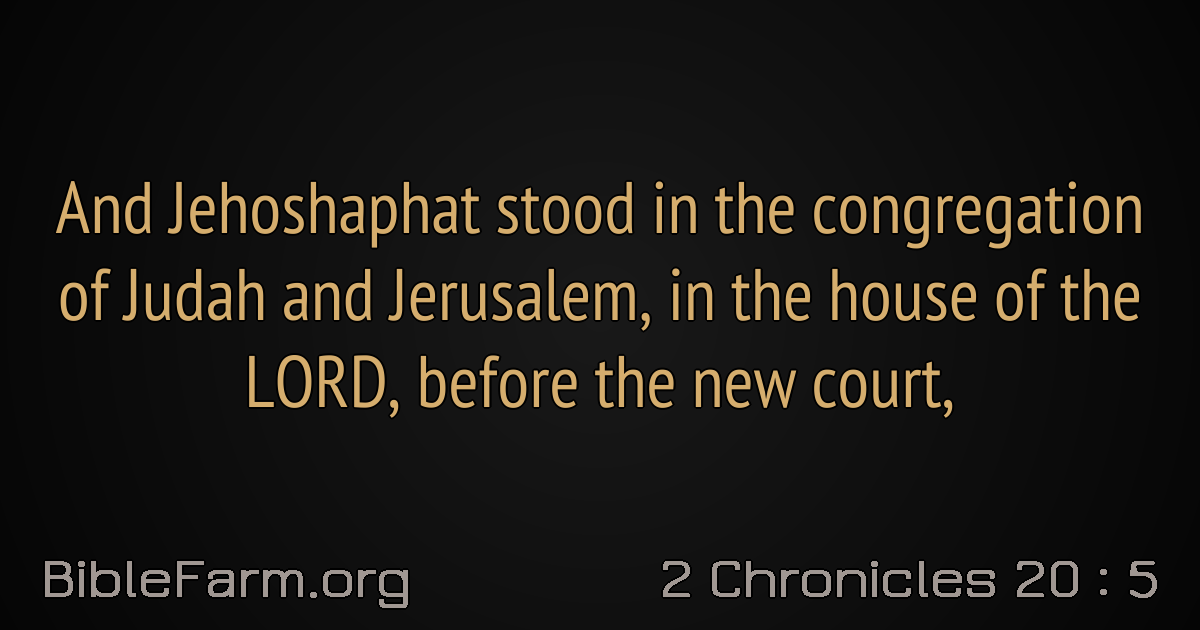 And Jehoshaphat stood in the congregation
of Judah and Jerusalem, in the house of the
LORD, before the new court,
BibleFarm.org
2 Chronicles 20 : 5